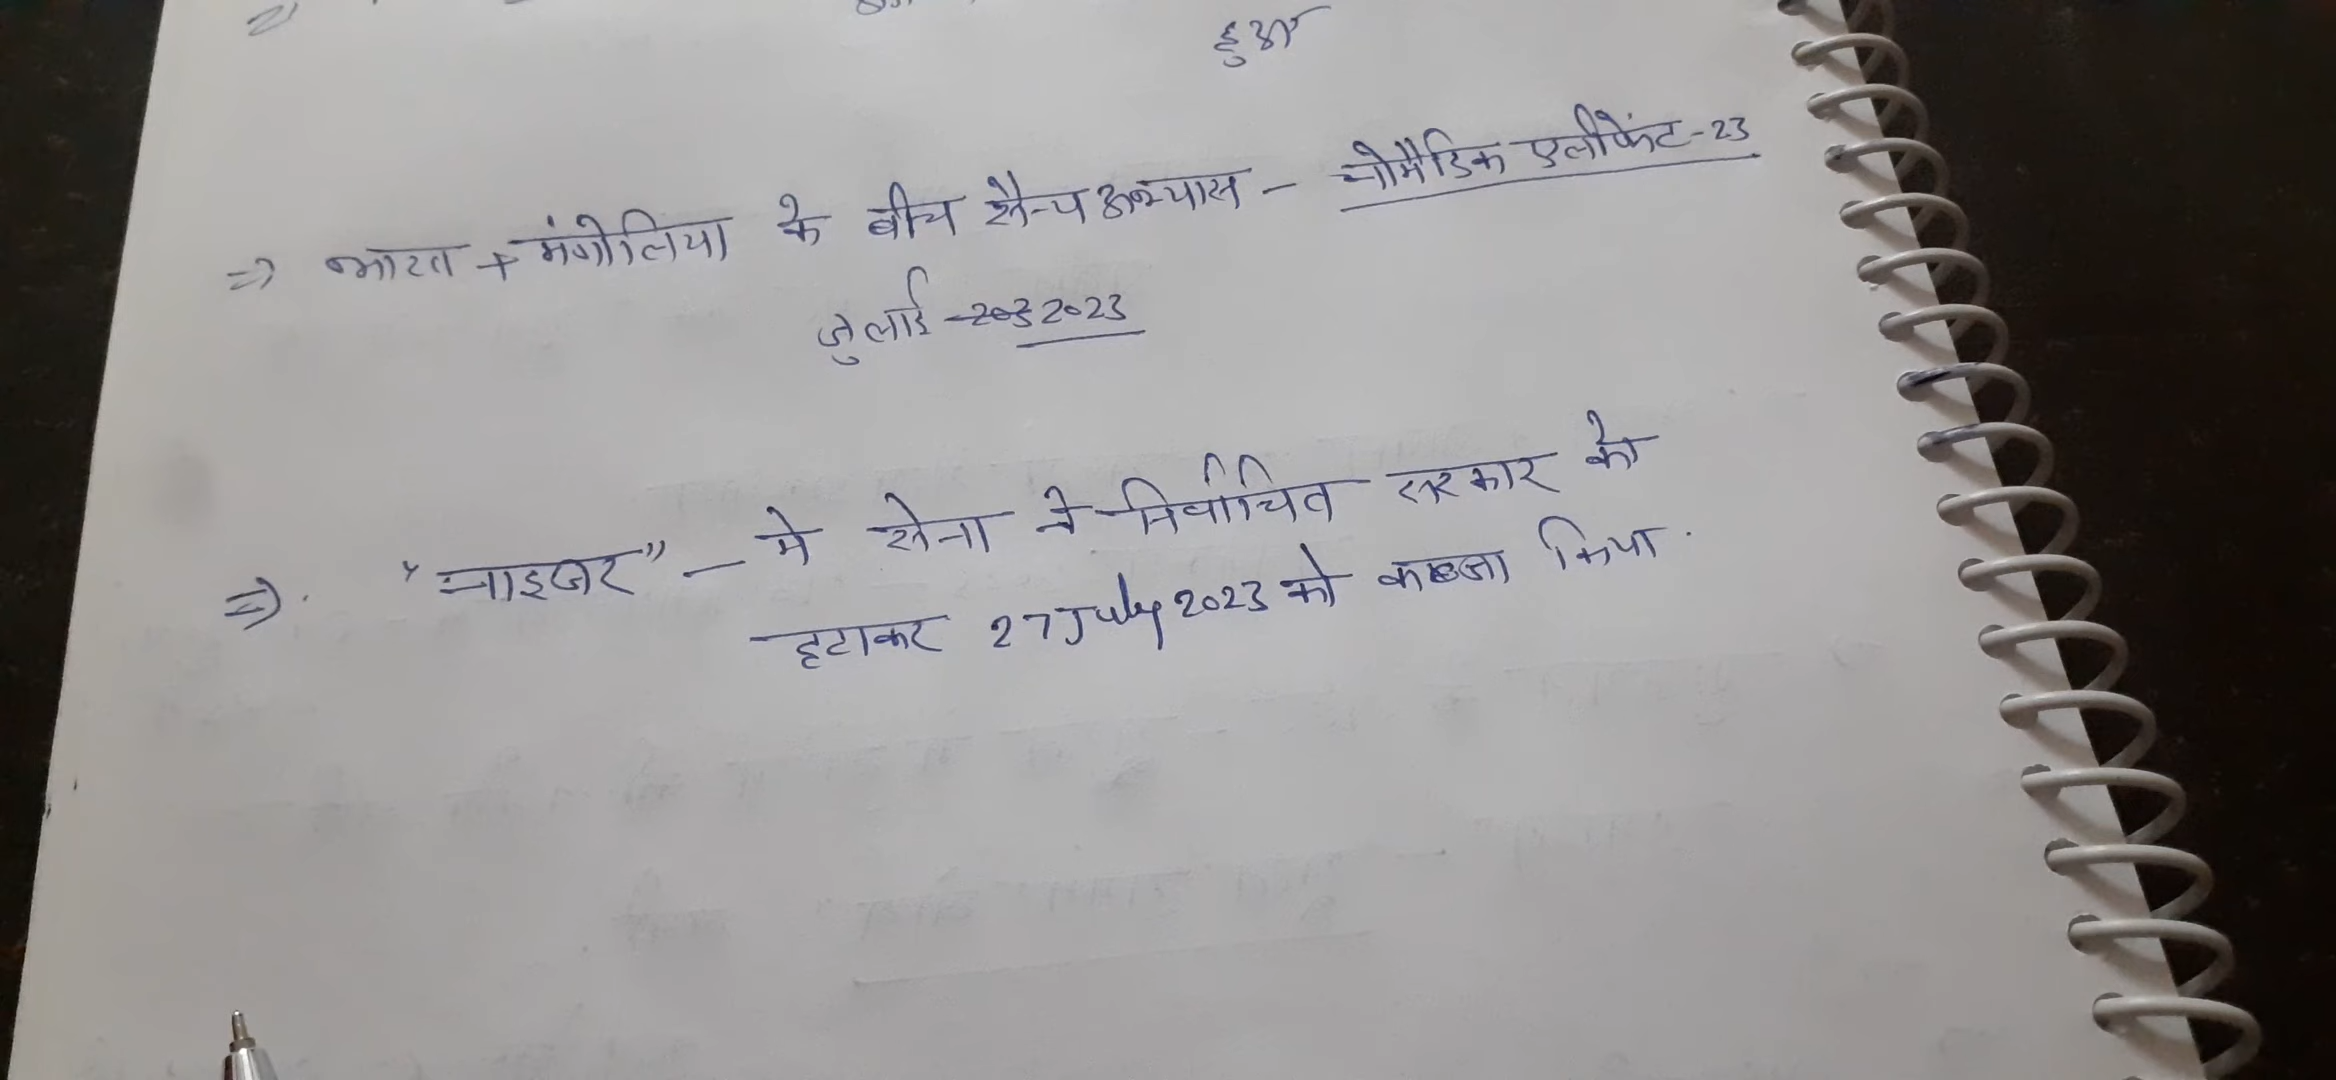 हुआ
=> भारत + मंगोलिया के बीच सैन्य अभ्यास - नोमैडिक एलीफेंट-23
जुलाई - 2023
=> "नाइजर" - मे सेना ने निर्वाचित सरकार को
हटाकर 27 July 2023 को कब्जा किया.